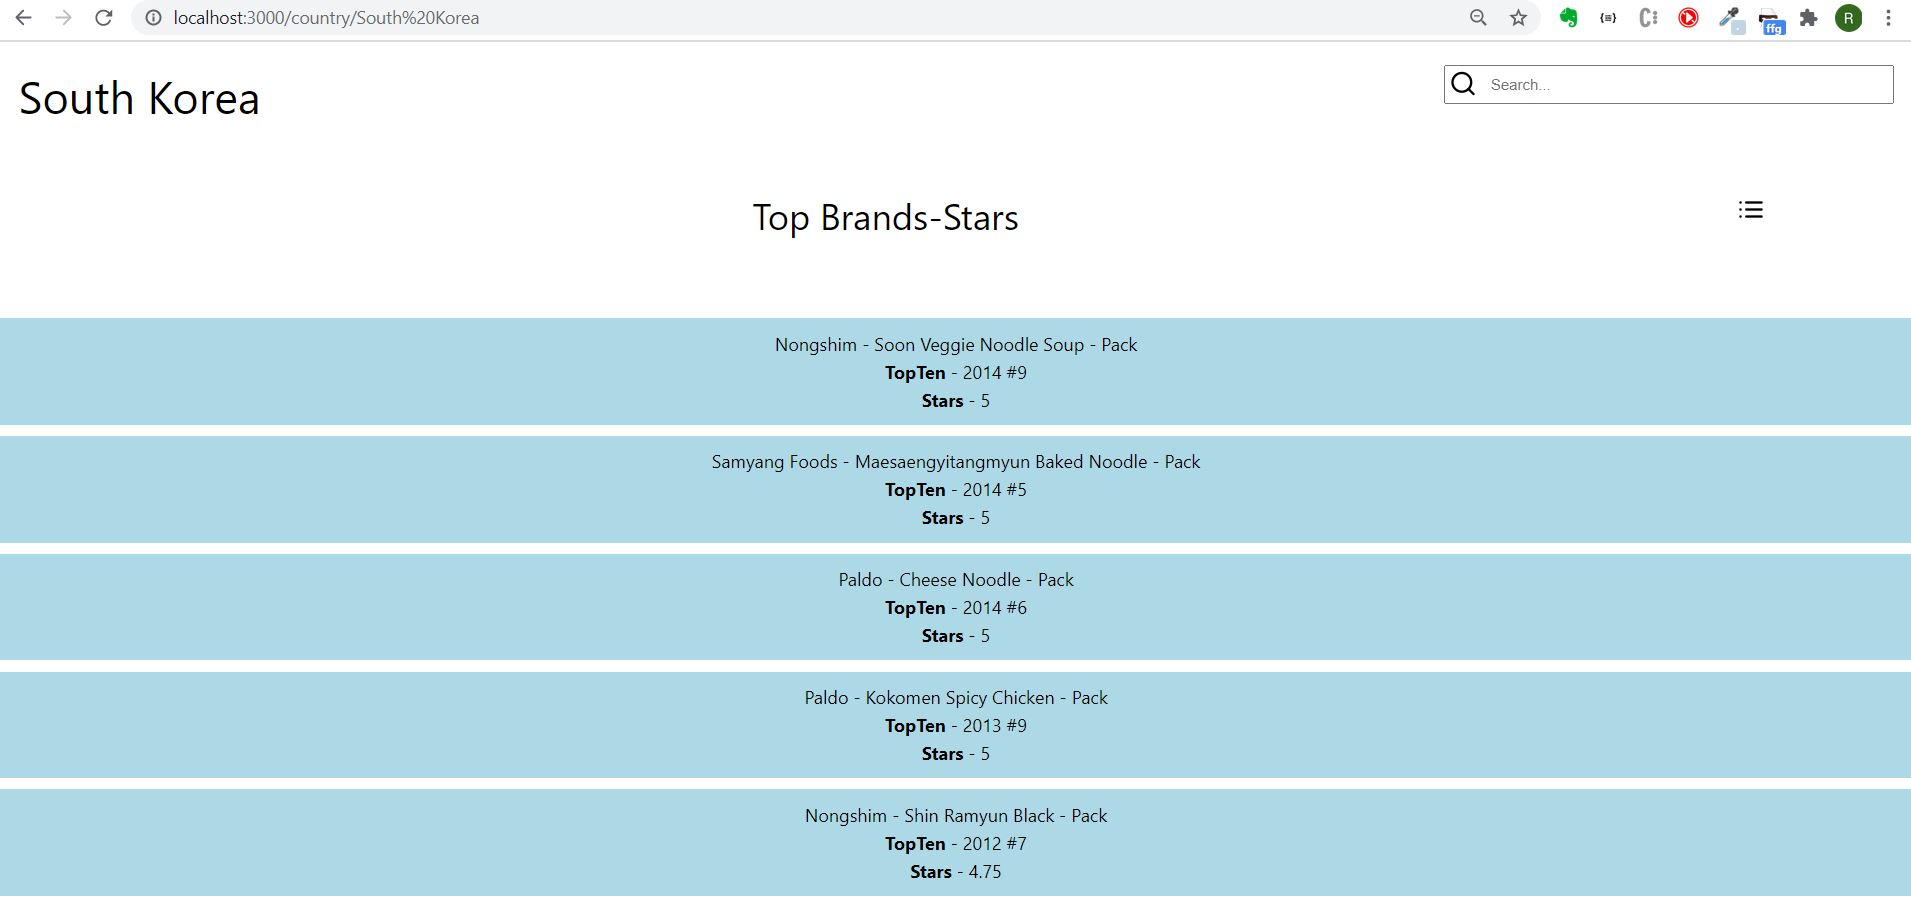 localhost:3000/country/South%20Korea
ffg
R
South Korea
Search...
Top Brands-Stars
Nongshim - Soon Veggie Noodle Soup - Pack
TopTen - 2014 #9
Stars - 5
Samyang Foods - Maesaengyitangmyun Baked Noodle - Pack
TopTen - 2014 #5
Stars - 5
Paldo - Cheese Noodle - Pack
TopTen - 2014 #6
Stars - 5
Paldo - Kokomen Spicy Chicken - Pack
TopTen - 2013 #9
Stars - 5
Nongshim - Shin Ramyun Black - Pack
TopTen - 2012 #7
Stars - 4.75